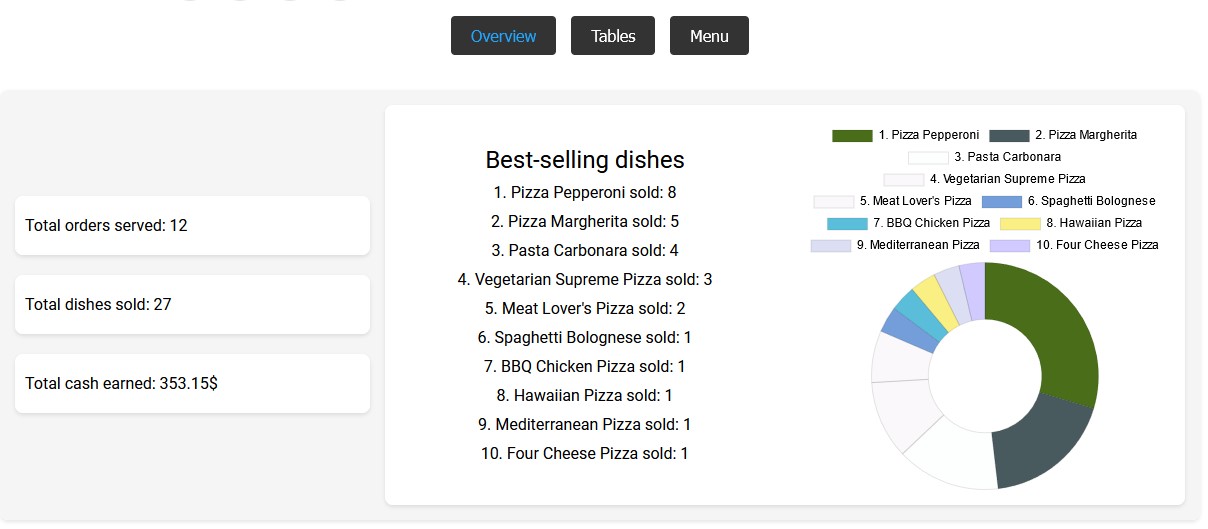 Overview Tables Menu
Total orders served: 12
Total dishes sold: 27
Total cash earned: 353.15$
Best-selling dishes
1. Pizza Pepperoni sold: 8
2. Pizza Margherita sold: 5
3. Pasta Carbonara sold: 4
4. Vegetarian Supreme Pizza sold: 3
5. Meat Lover's Pizza sold: 2
6. Spaghetti Bolognese sold: 1
7. BBQ Chicken Pizza sold: 1
8. Hawaiian Pizza sold: 1
9. Mediterranean Pizza sold: 1
10. Four Cheese Pizza sold: 1
1. Pizza Pepperoni 2. Pizza Margherita
3. Pasta Carbonara
4. Vegetarian Supreme Pizza
5. Meat Lover's Pizza 6. Spaghetti Bolognese
7. BBQ Chicken Pizza 8. Hawaiian Pizza
9. Mediterranean Pizza 10. Four Cheese Pizza